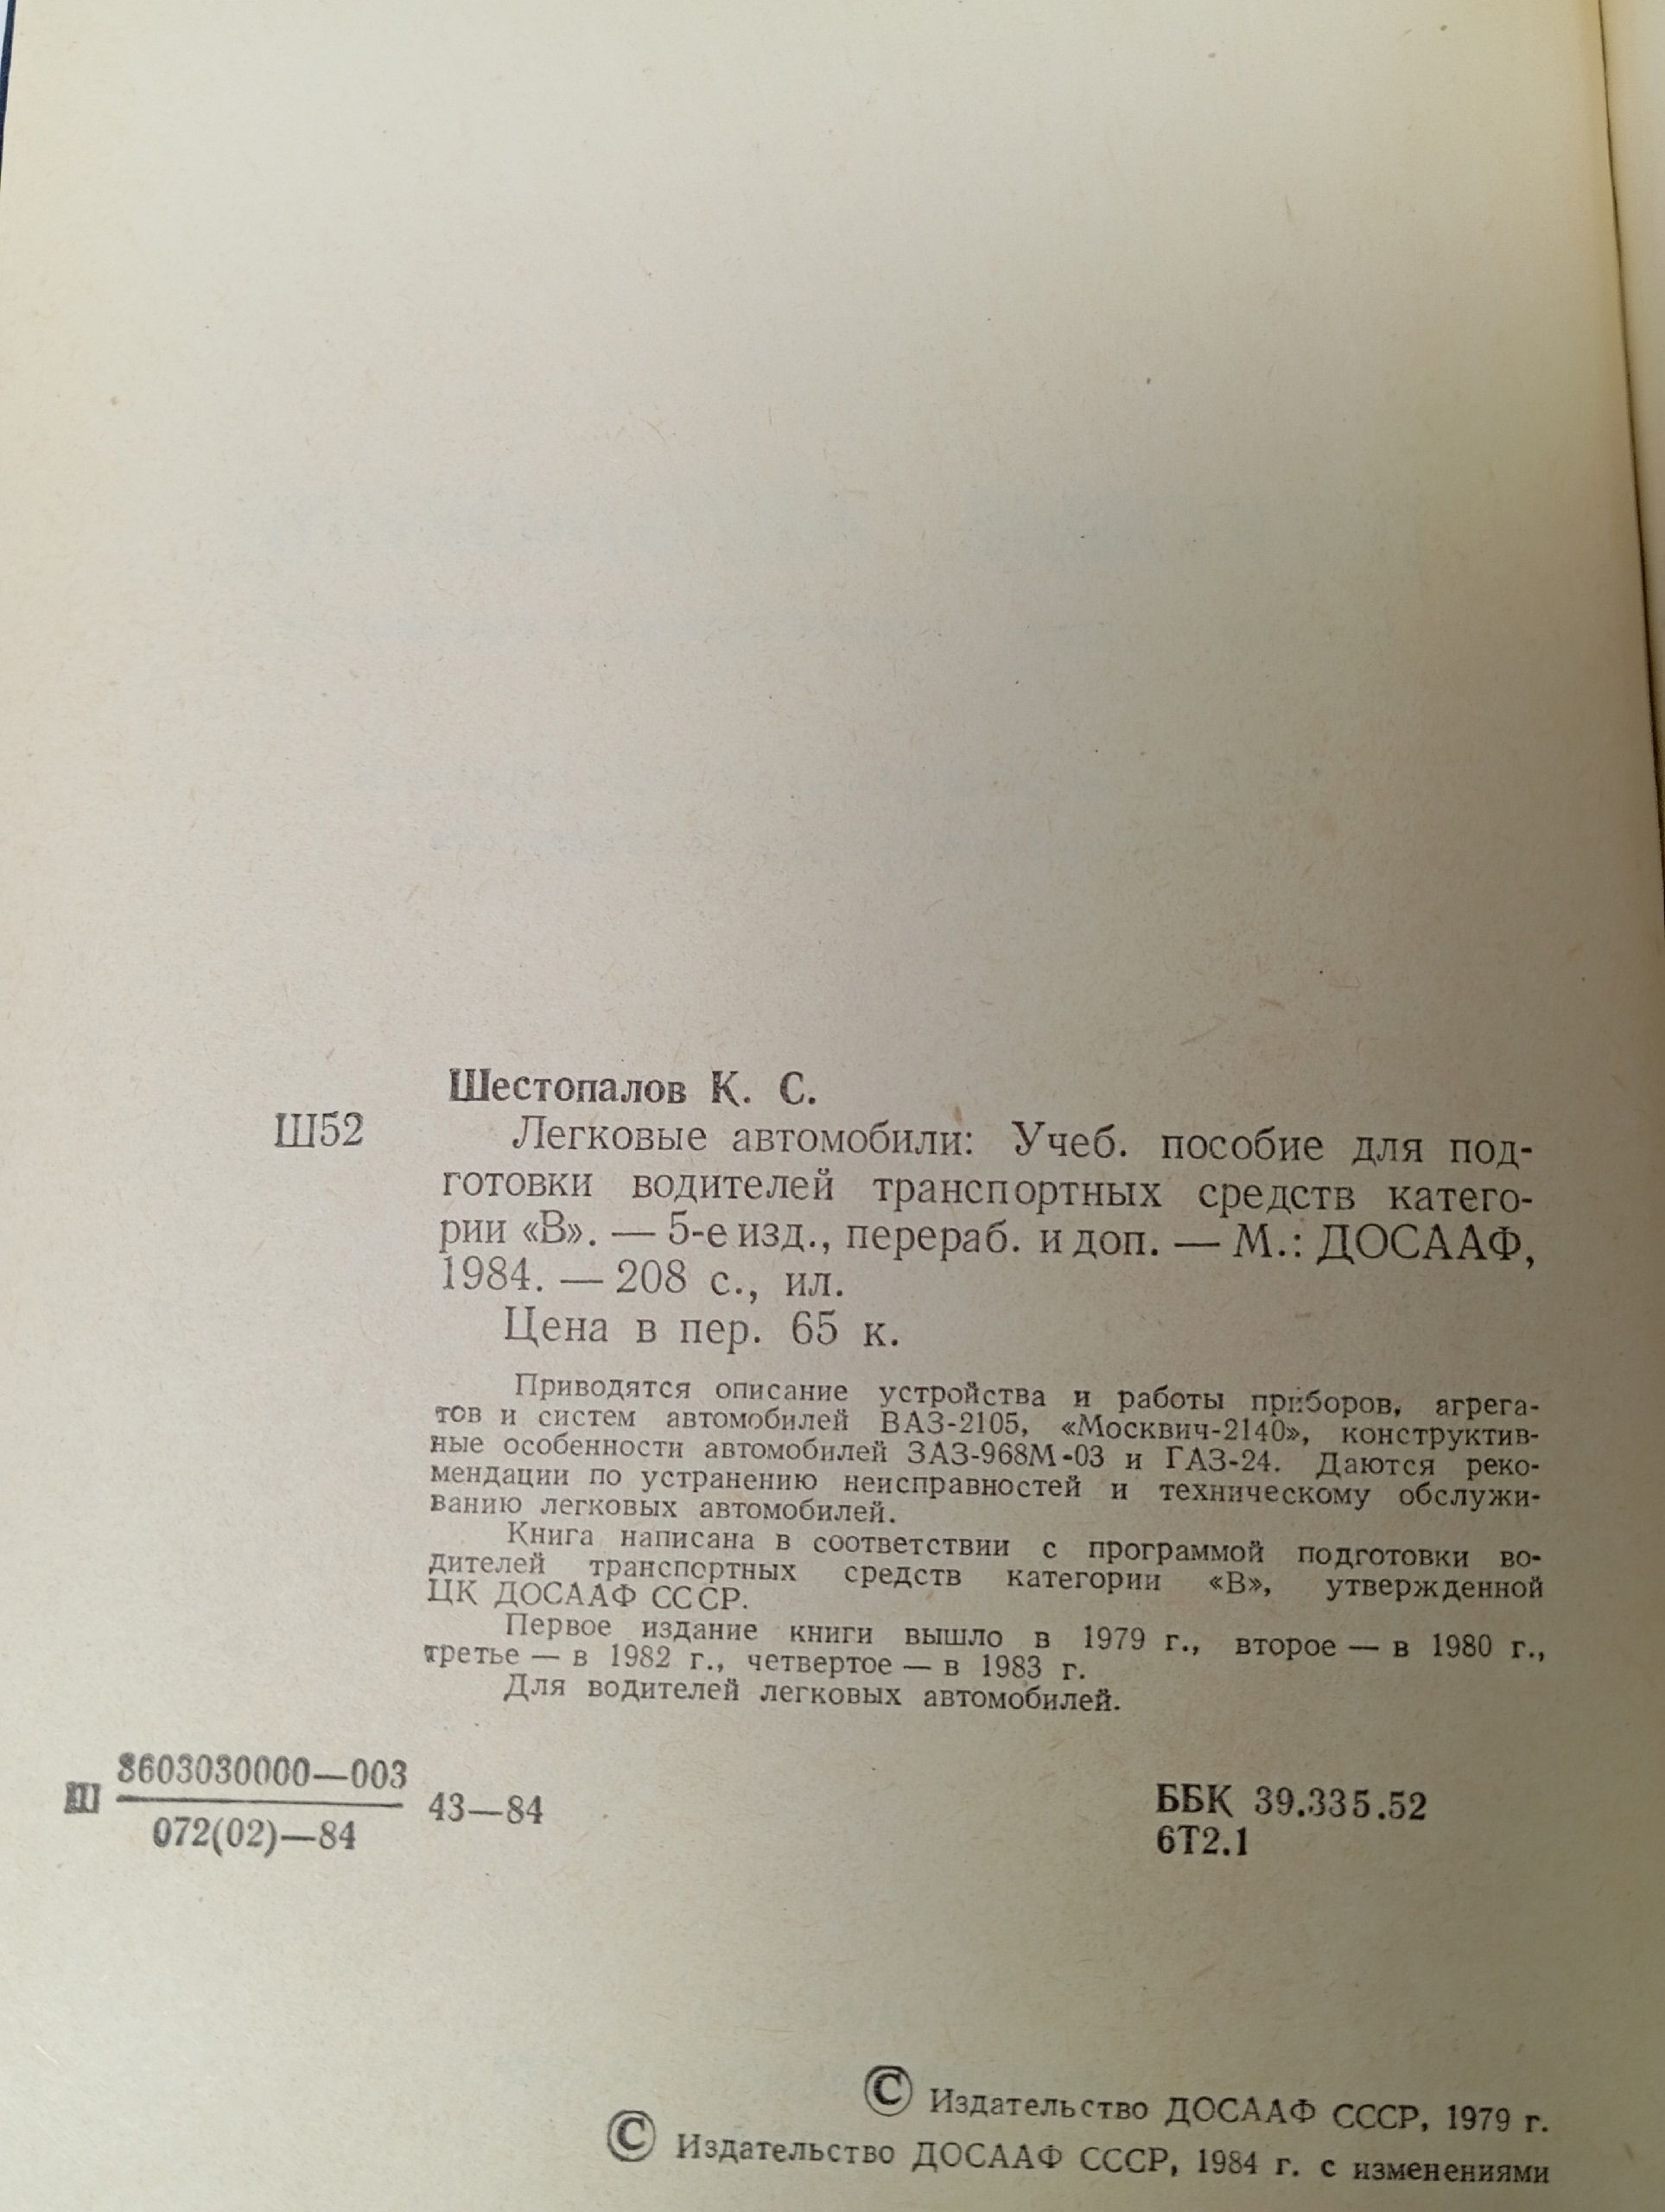 Шестопалов К. С.
Ш52
Легковые автомобили: Учеб. пособие для под-
готовки водителей транспортных средств катего-
рии «В». — 5-е изд., перераб. и доп. — М.: ДОСААФ,
1984. — 208 с., ил.
Цена в пер. 65 к.
Приводятся описание устройства и работы приборов, агрега-
тов и систем автомобилей ВАЗ-2105, «Москвич-2140», конструктив-
ные особенности автомобилей ЗАЗ-968М-03 и ГАЗ-24. Даются реко-
мендации по устранению неисправностей и техническому обслужи-
ванию легковых автомобилей.
Книга написана в соответствии с программой подготовки во-
дителей транспортных средств категории «В», утвержденной
ЦК ДОСААФ СССР.
Первое издание книги вышло в 1979 г., второе — в 1980 г.,
третье — в 1982 г., четвертое — в 1983 г.
Для водителей легковых автомобилей.
Ш 3603030000—003
072(02)—84
43—84
ББК 39.335.52
6Т2.1
© Издательство ДОСААФ СССР, 1979 г.
© Издательство ДОСААФ СССР, 1984 г. с изменениями